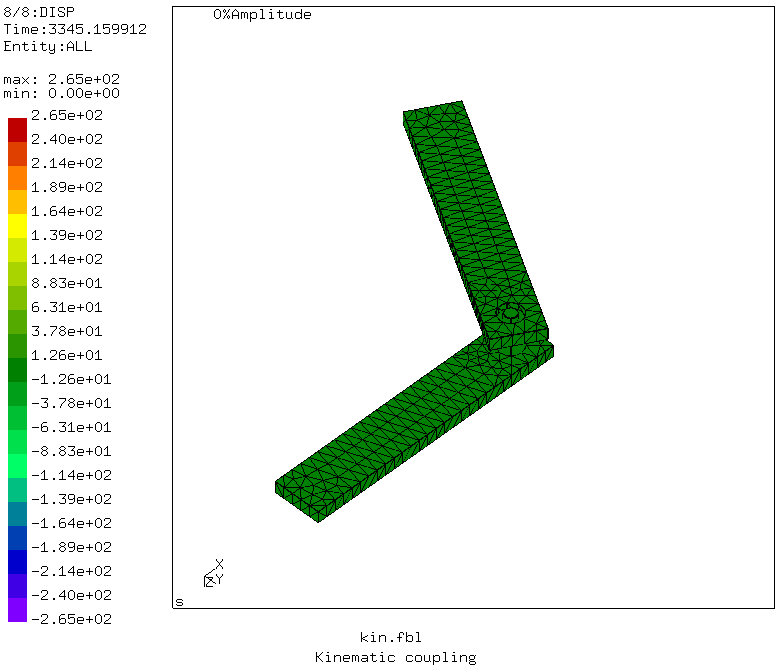 8/8:DISP
Time:3345.159912
Entity:ALL
max: 2.65e+02
min: 0.00e+00
2.65e+02
2.40e+02
2.14e+02
1.89e+02
1.64e+02
1.39e+02
1.14e+02
8.83e+01
6.31e+01
3.78e+01
1.26e+01
-1.26e+01
-3.78e+01
-6.31e+01
-8.83e+01
-1.14e+02
-1.39e+02
-1.64e+02
-1.89e+02
-2.14e+02
-2.40e+02
-2.65e+02
0%Amplitude
X
Y
Z
s
kin.fbl
Kinematic coupling